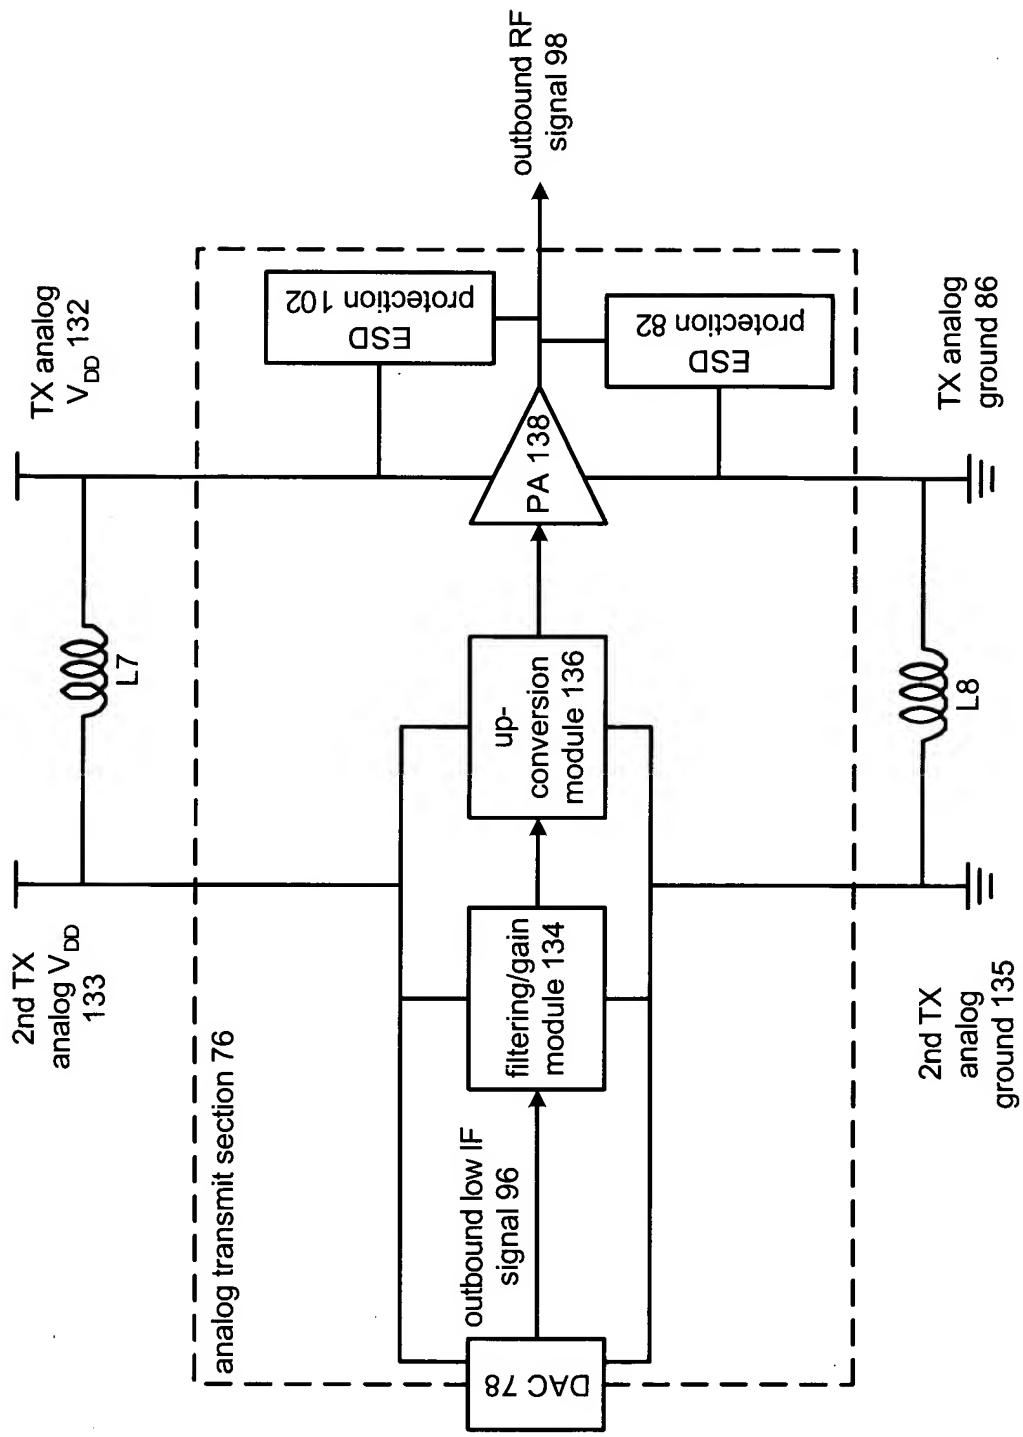 TX analog
VDD 132
2nd TX
analog VDD
133
L7
analog transmit section 76
ESD
protection 102
outbound RF
signal 98
DAC 78
outbound low IF
signal 96
filtering/gain
module 134
up-
conversion
module 136
PA 138
ESD
protection 82
L8
2nd TX
analog
ground 135
TX analog
ground 86